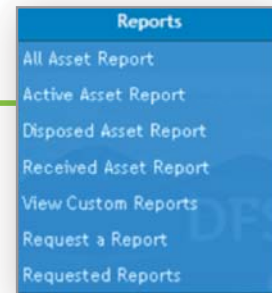 Reports
All Asset Report
Active Asset Report
Disposed Asset Report
Received Asset Report
View Custom Reports
Request a Report
Requested Reports
DFS